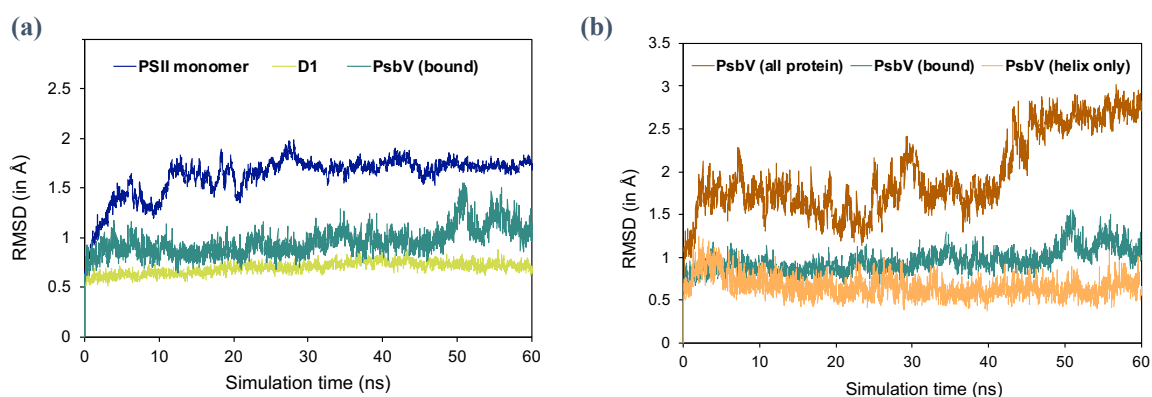 (a)
PSII monomer D1 PsbV (bound)
2.5
2
1.5
1
0.5
0
RMSD (in Å)
0 10 20 30 40 50 60
Simulation time (ns)
(b)
3.5
PsbV (all protein) PsbV (bound) PsbV (helix only)
3
2.5
2
1.5
1
0.5
0
RMSD (in Å)
0 10 20 30 40 50 60
Simulation time (ns)